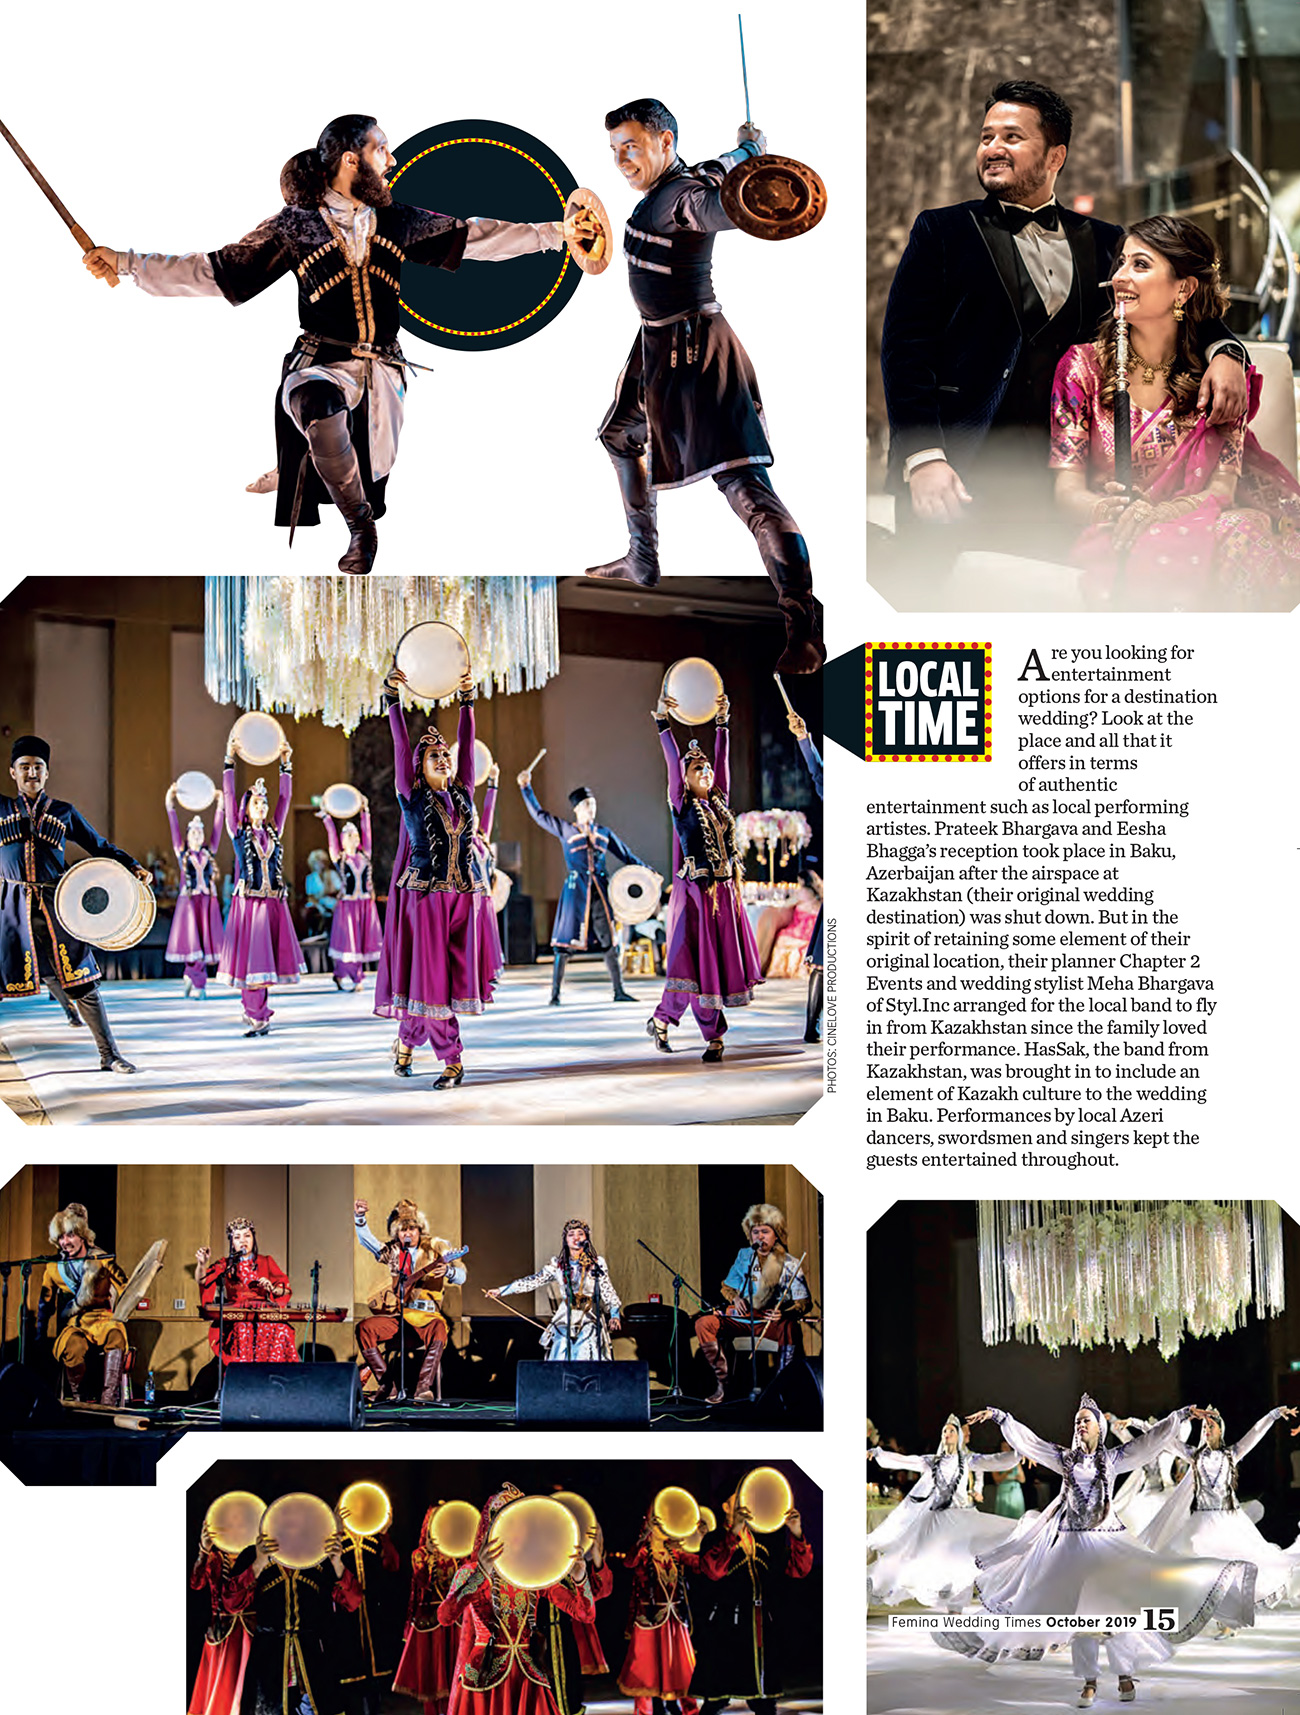 LOCAL
TIME
Are you looking for
entertainment
options for a destination
wedding? Look at the
place and all that it
offers in terms
of authentic
entertainment such as local performing
artistes. Prateek Bhargava and Eesha
Bhagga’s reception took place in Baku,
Azerbaijan after the airspace at
Kazakhstan (their original wedding
destination) was shut down. But in the
spirit of retaining some element of their
original location, their planner Chapter 2
Events and wedding stylist Meha Bhargava
of Styl.Inc arranged for the local band to fly
in from Kazakhstan since the family loved
their performance. HasSak, the band from
Kazakhstan, was brought in to include an
element of Kazakh culture to the wedding
in Baku. Performances by local Azeri
dancers, swordsmen and singers kept the
guests entertained throughout.
PHOTOS: CINELOVE PRODUCTIONS
Femina Wedding Times October 2019 15